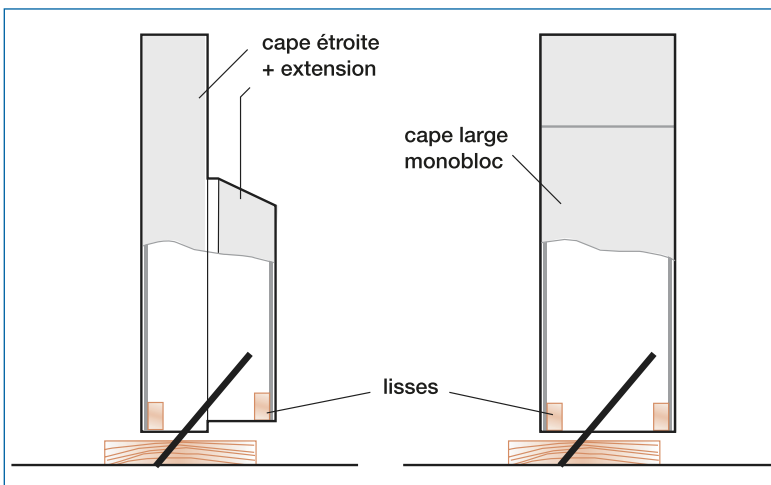 cape étroite
+ extension
cape large
monobloc
lisses